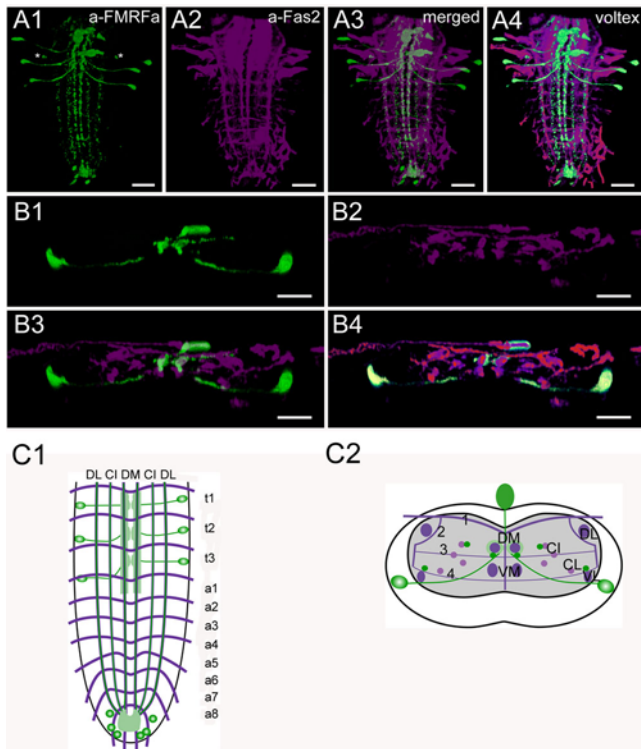 A1 a-FMRFa A2 a-Fas2 A3 merged A4 voltex
* *
B1 B2
B3 B4
C1 C2
DL CI DM CI DL
t1
t2
t3
a1
a2
a3
a4
a5
a6
a7
a8
1
2 DM DL
3 CI
CL
4 VM VL